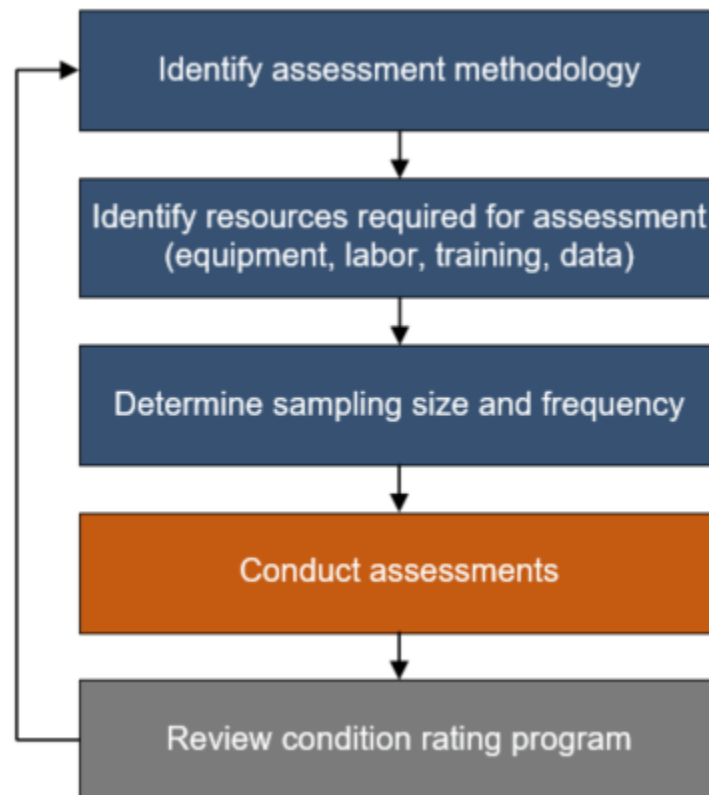 Identify assessment methodology
Identify resources required for assessment
(equipment, labor, training, data)
Determine sampling size and frequency
Conduct assessments
Review condition rating program